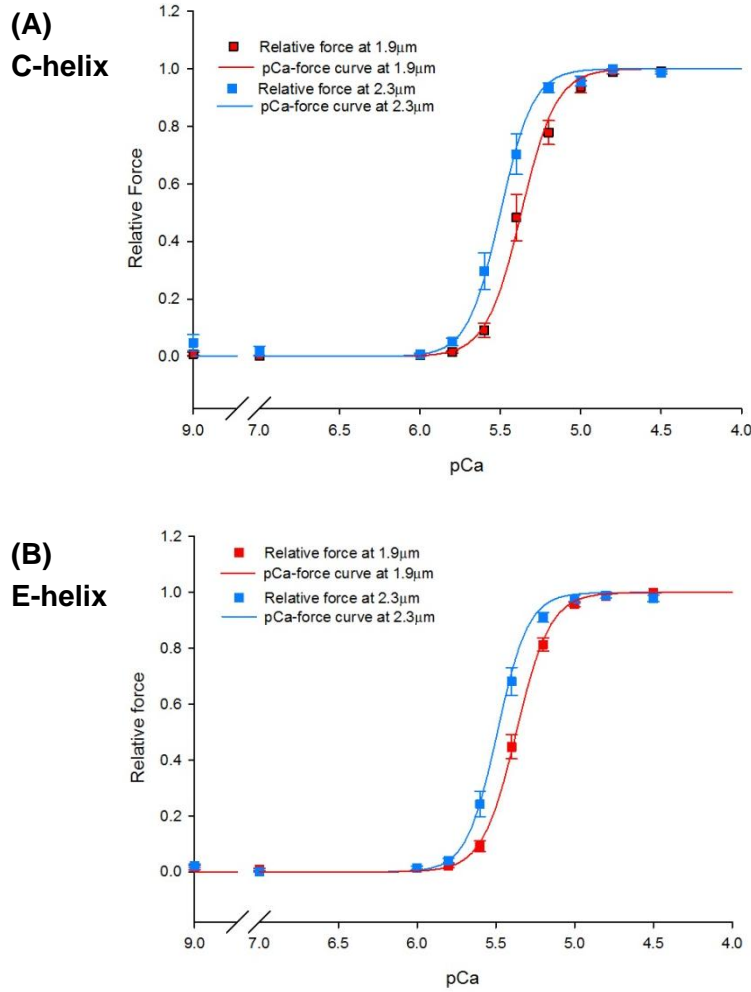 (A)
C-helix
1.2
1.0
0.8
0.6
0.4
0.2
0.0
Relative Force
Relative force at 1.9μm
pCa-force curve at 1.9μm
Relative force at 2.3μm
pCa-force curve at 2.3μm
9.0 7.0 6.5 6.0 5.5 5.0 4.5 4.0
pCa
(B)
E-helix
1.2
1.0
0.8
0.6
0.4
0.2
0.0
Relative force
Relative force at 1.9μm
pCa-force curve at 1.9μm
Relative force at 2.3μm
pCa-force curve at 2.3μm
9.0 7.0 6.5 6.0 5.5 5.0 4.5 4.0
pCa